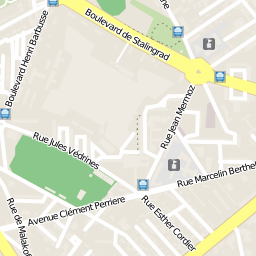 Boulevard de Stalingrad
Boulevard Henri Barbusse
Rue Jean Mermoz
Rue Jules Védrines
Rue Marcelin Berthel
Avenue Clément Perriere
Rue de Malakof
Rue Esther Cordier